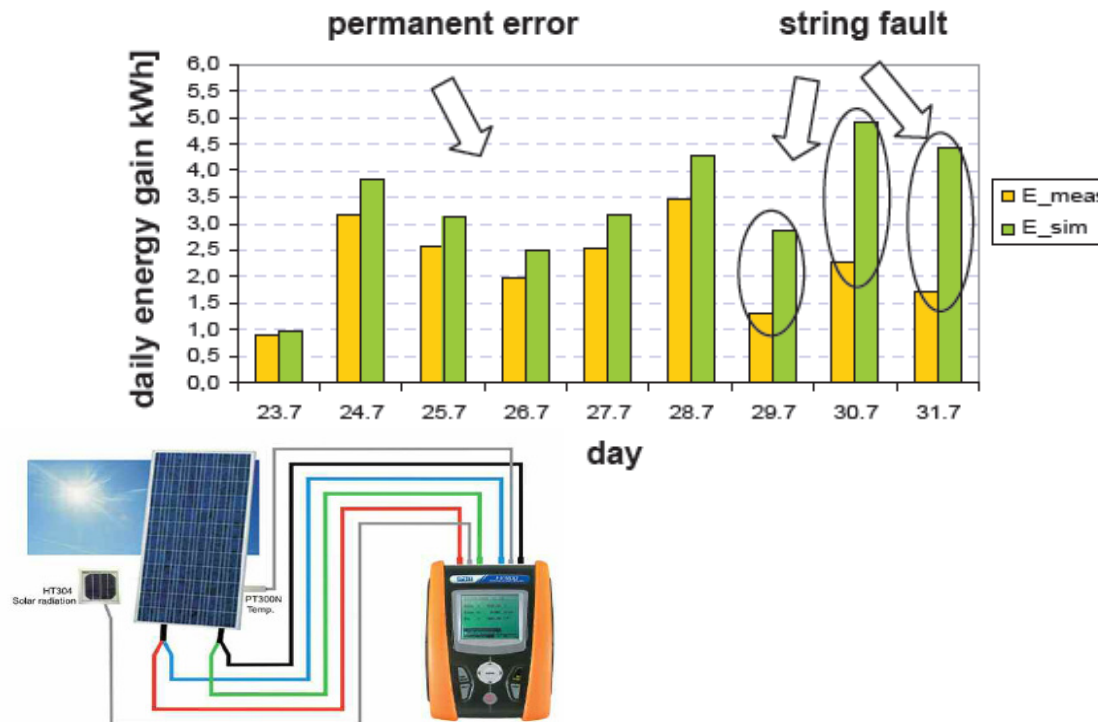 permanent error
string fault
daily energy gain kWh]
6,0
5,5
5,0
4,5
4,0
3,5
3,0
2,5
2,0
1,5
1,0
0,5
0,0
23.7
24.7
25.7
26.7
27.7
28.7
29.7
30.7
31.7
E_meas
E_sim
day
HT304
Solar radiation
PT300N
Temp.